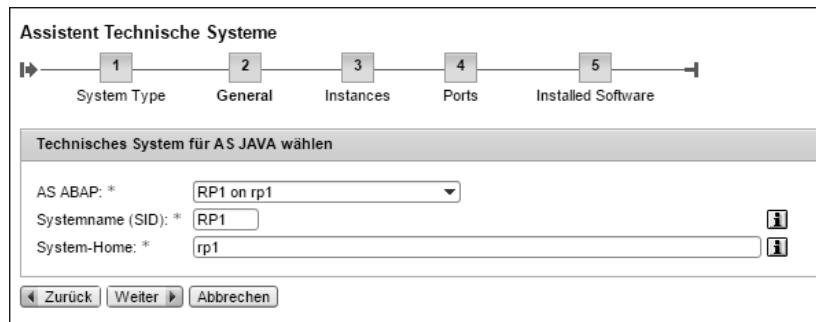 Assistent Technische Systeme
1 2 3 4 5
System Type General Instances Ports Installed Software
Technisches System für AS JAVA wählen
AS ABAP: * RP1 on rp1
Systemname (SID): * RP1
System-Home: * rp1
Zurück Weiter Abbrechen